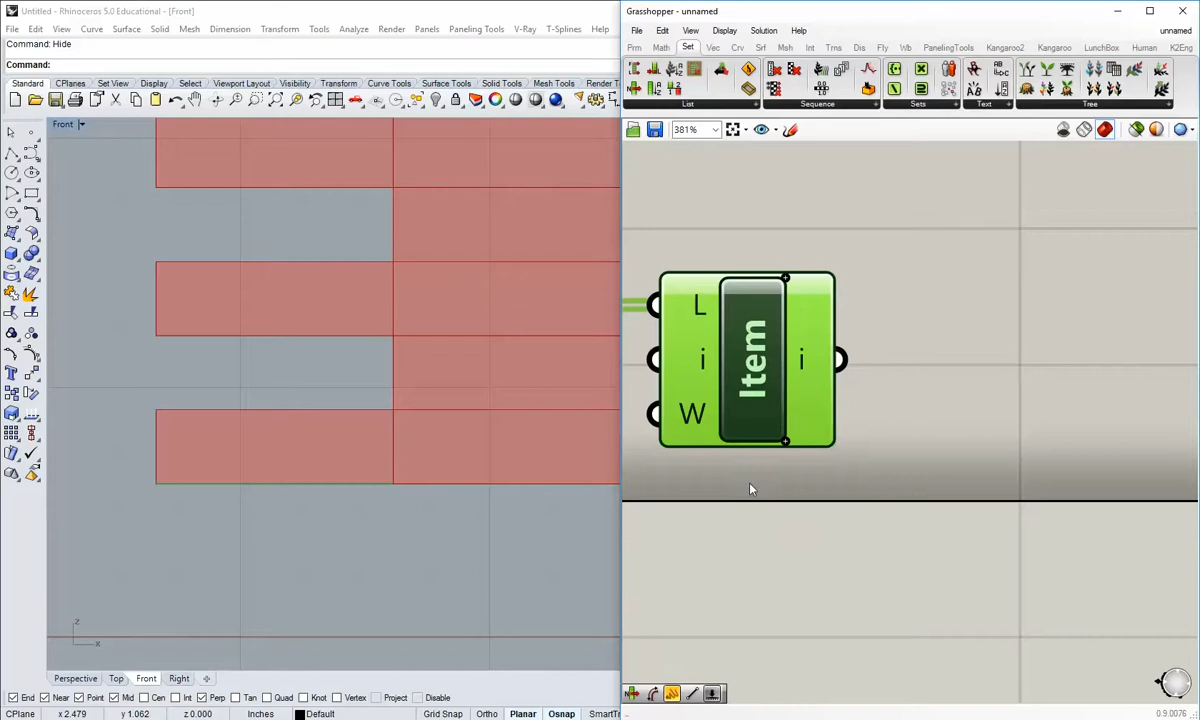 Untitled - Rhinoceros 5.0 Educational - [Front]
File Edit View Curve Surface Solid Mesh Dimension Transform Tools Analyze Render Panels V-Ray T-Splines Help
Command: Hide
Command:
Standard CPlanes Set View Display Select Viewport Layout Visibility Transform Curve Tools Surface Tools Solid Tools Mesh Tools Render To
Front
z
x
Perspective Top Front Right
End Near Point Mid Cen Int Perp Tan Quad Knot Vertex Project Disable
CPlane x 2.479 y 1.062 z 0.000 Inches Default Grid Snap Ortho Planar Osnap SmartTr
Grasshopper - unnamed
File Edit View Display Solution Help unnamed
Prm Math Set Vec Crv Srf Msh Int Trns Dis Fly Wb PanelingTools Kangaroo2 Kangaroo LunchBox Human K2Eng
List Sequence Sets Text Tree
381%
L
i
W
Item
i
0.9.0076